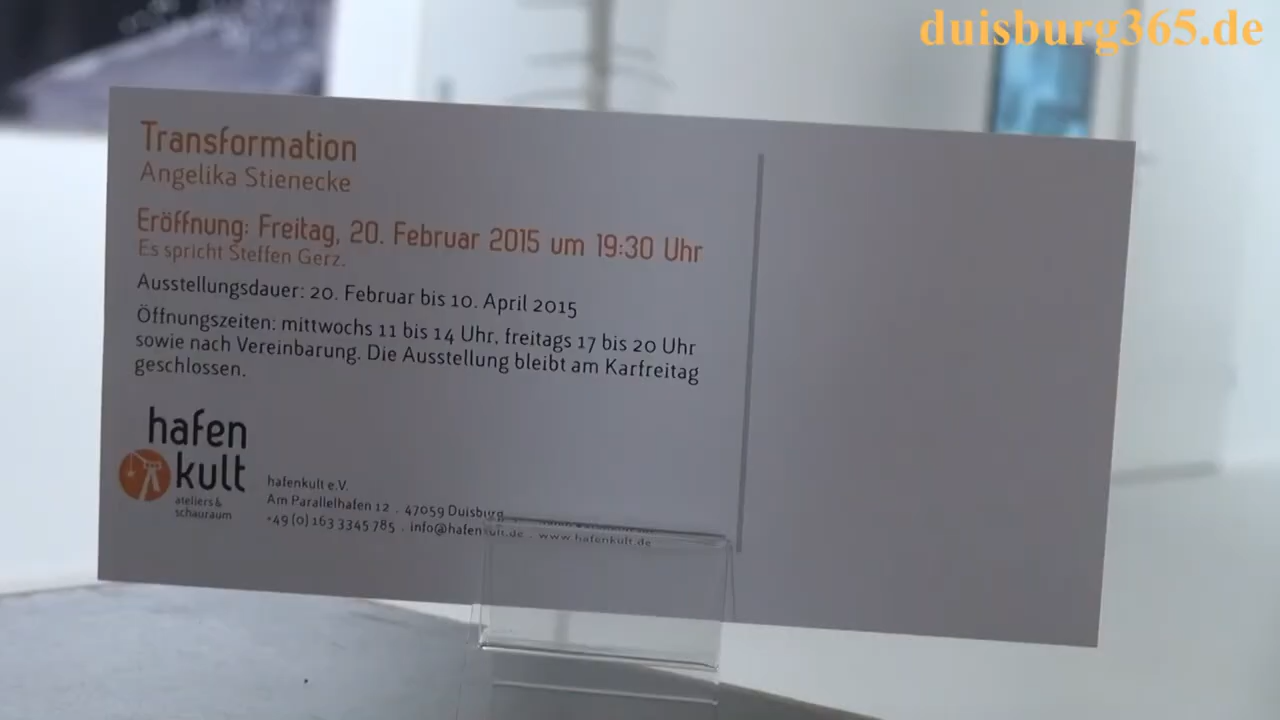 duisburg365.de
Transformation
Angelika Stienecke
Eröffnung: Freitag, 20. Februar 2015 um 19:30 Uhr
Es spricht Steffen Gerz.
Ausstellungsdauer: 20. Februar bis 10. April 2015
Öffnungszeiten: mittwochs 11 bis 14 Uhr, freitags 17 bis 20 Uhr
sowie nach Vereinbarung. Die Ausstellung bleibt am Karfreitag
geschlossen.
hafen
kult
ateliers &
schauraum
hafenkult e.V.
Am Parallelhafen 12 . 47059 Duisburg
+49 (0) 163 3345 785 . info@hafenkult.de . www.hafenkult.de